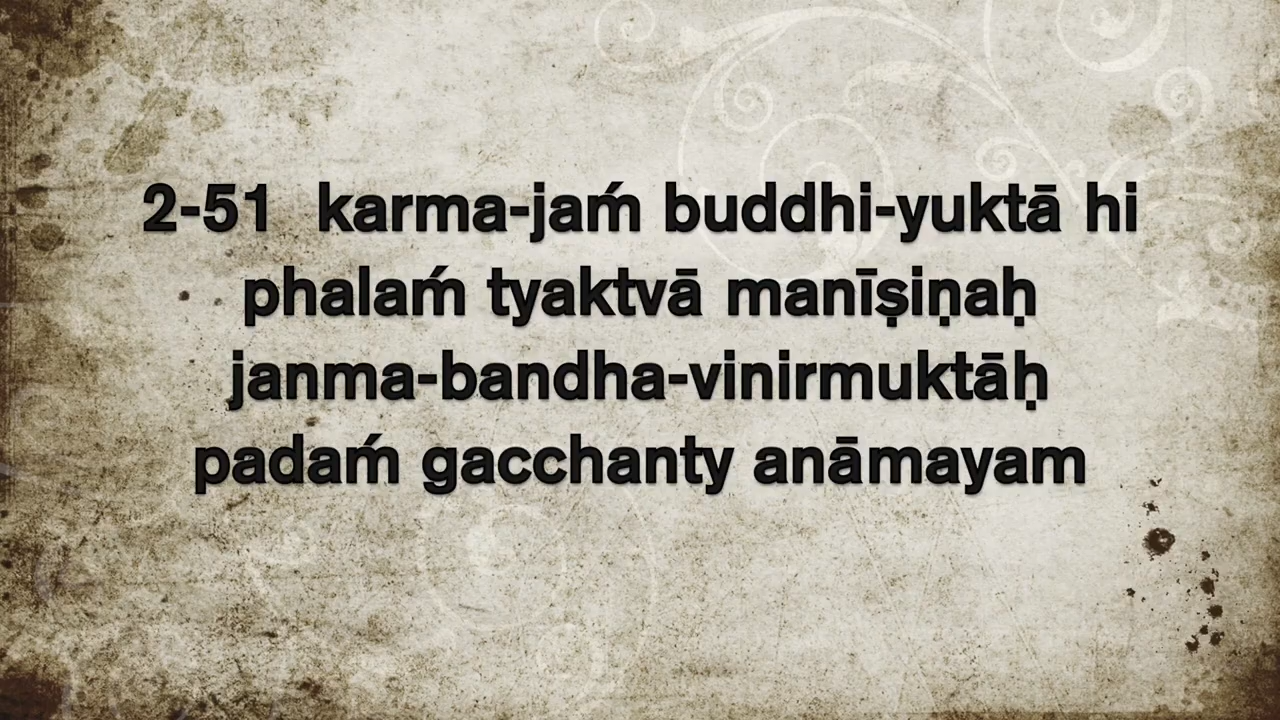 2-51 karma-jaḿ buddhi-yuktā hi
phalaḿ tyaktvā manīṣiṇaḥ
janma-bandha-vinirmuktāḥ
padaḿ gacchanty anāmayam